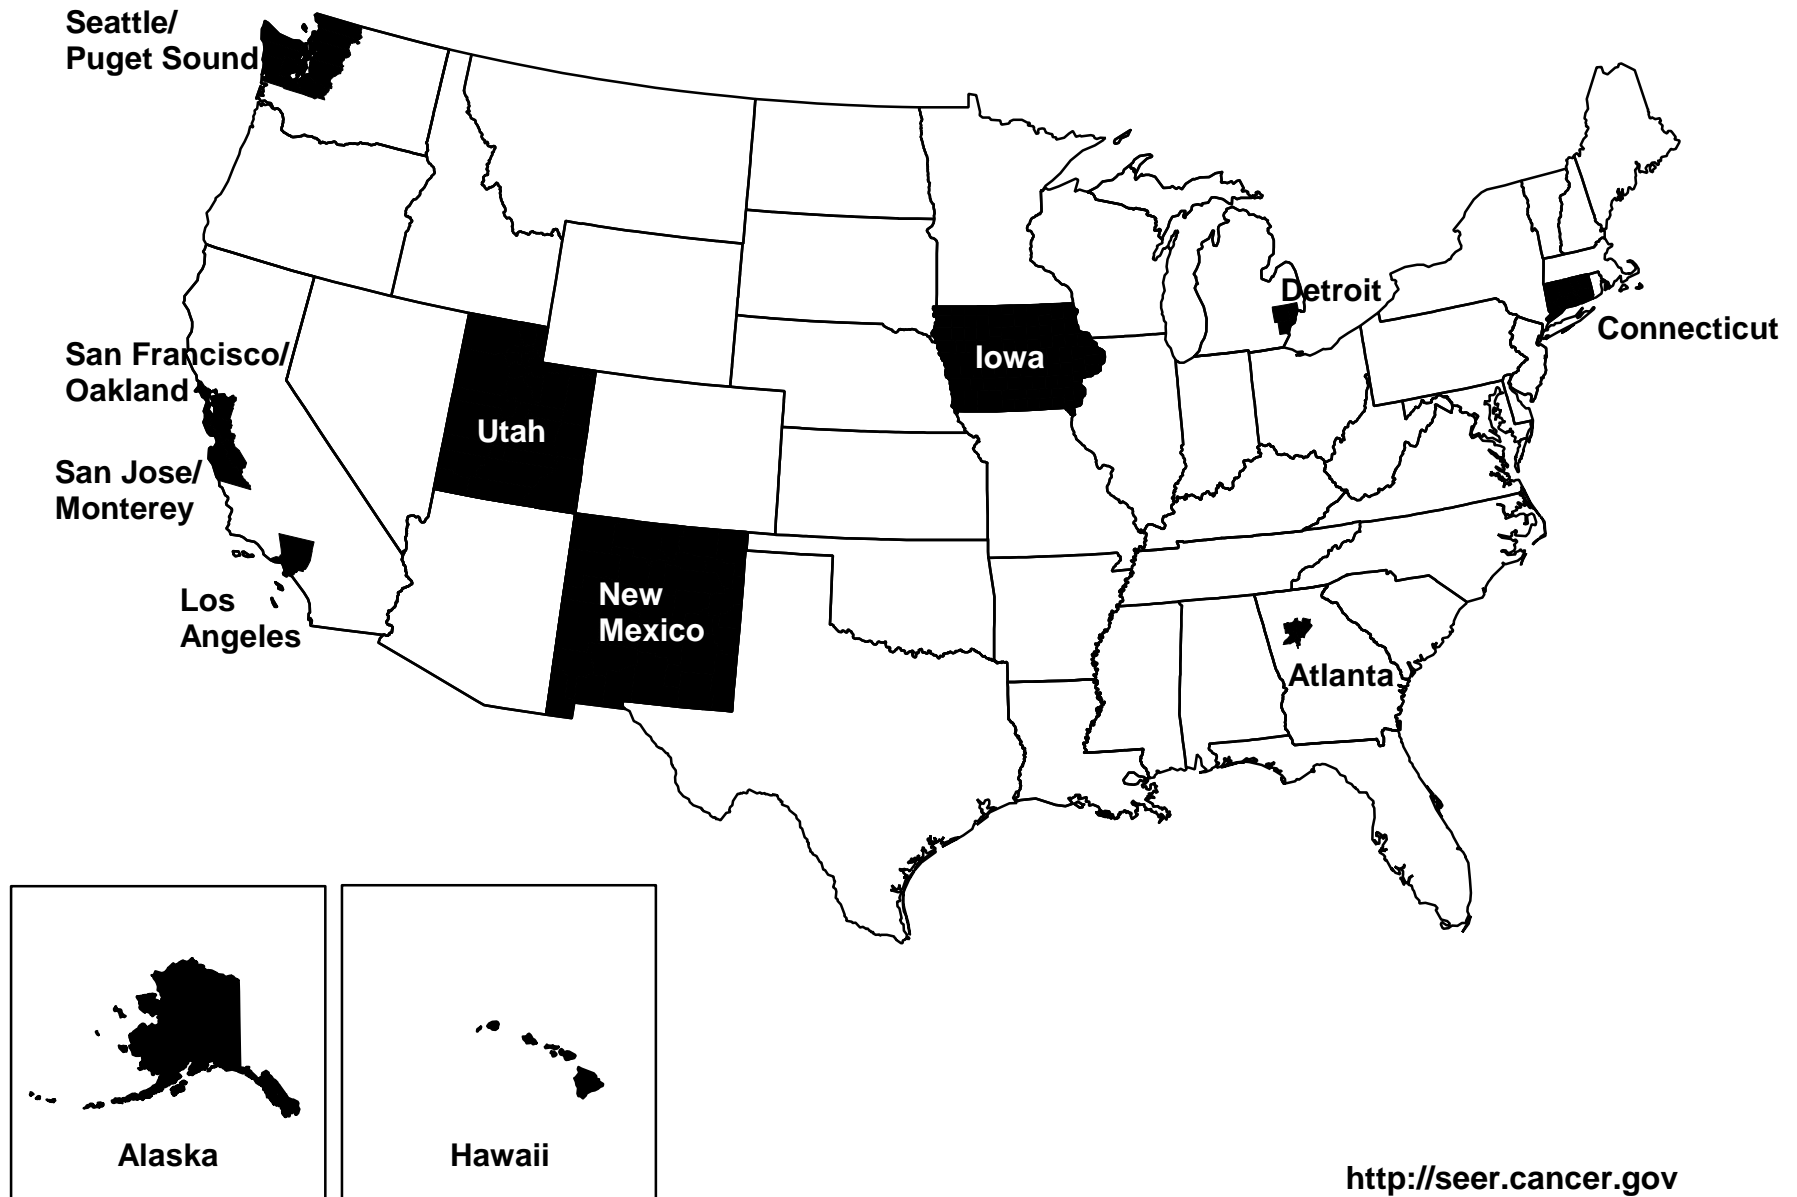 Seattle/
Puget Sound
Detroit
Connecticut
San Francisco/
Oakland
Iowa
Utah
San Jose/
Monterey
New
Mexico
Los
Angeles
Atlanta
Alaska
Hawaii
http://seer.cancer.gov